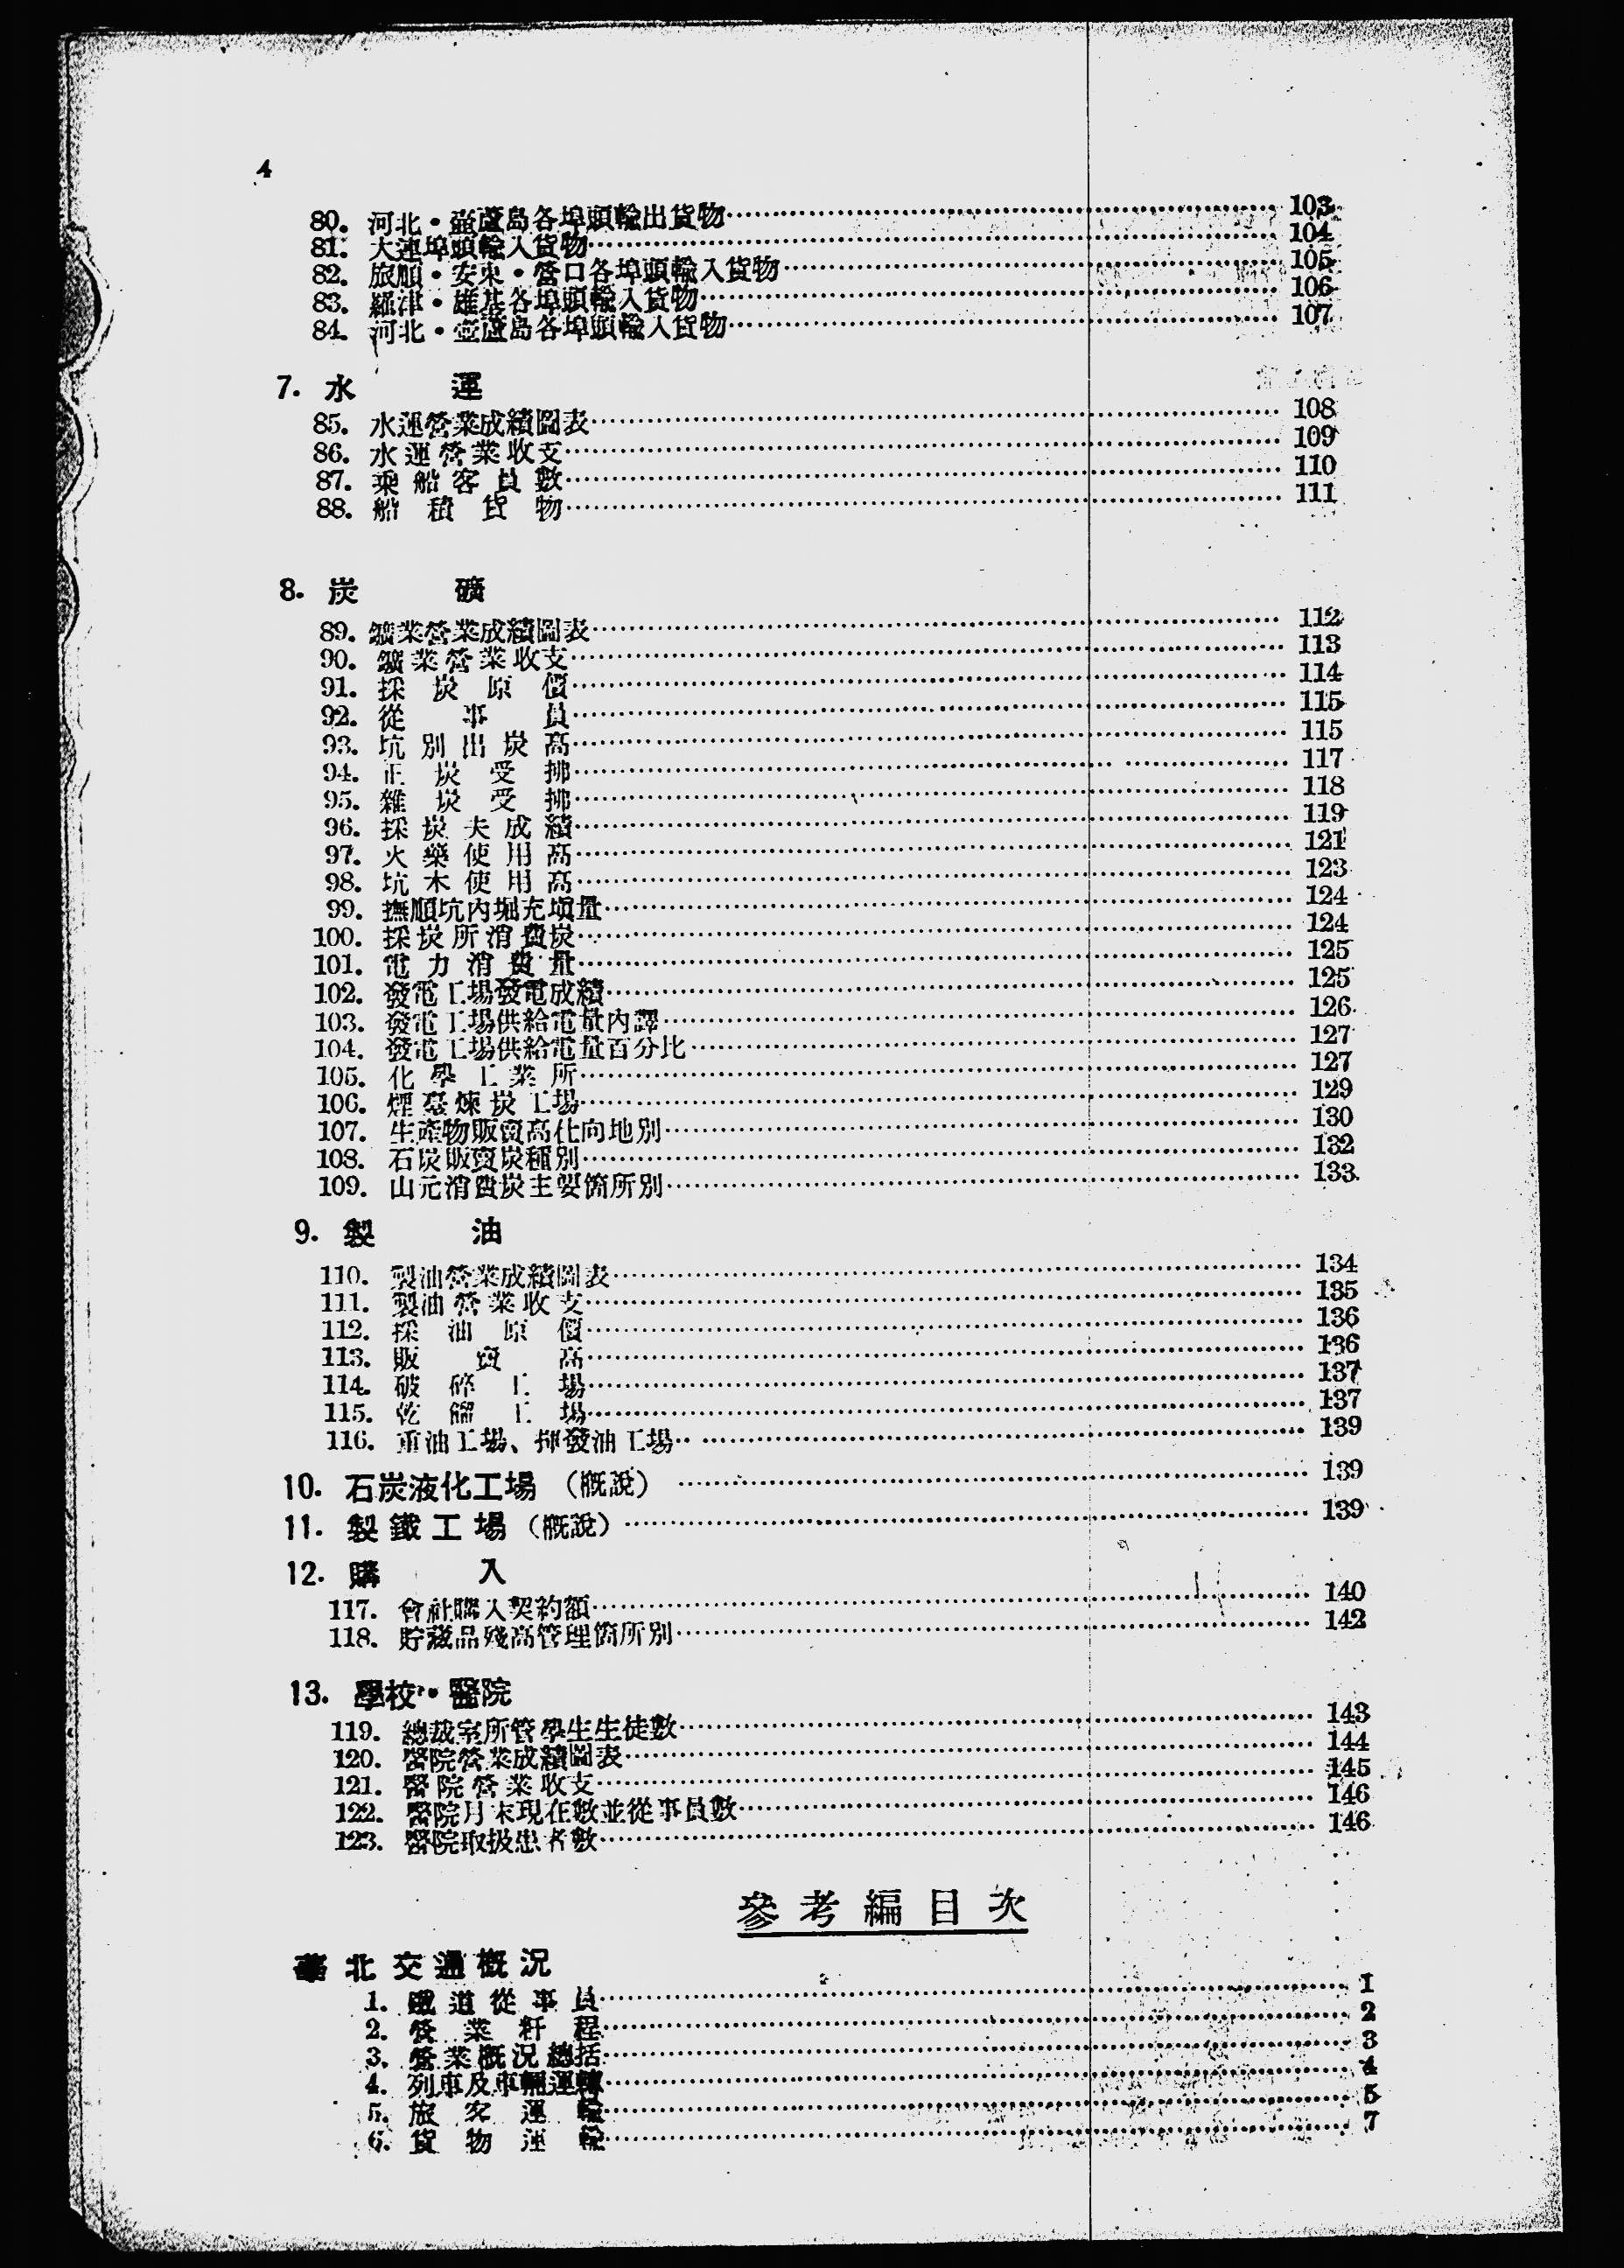 4
80. 河北・壺蘆島各埠頭輸出貨物 103
81. 大連埠頭輸入貨物 104
82. 旅順・安東・營口各埠頭輸入貨物 105
83. 羅津・雄基各埠頭輸入貨物 106
84. 河北・壺蘆島各埠頭輸入貨物 107
7. 水運
85. 水運營業成績圖表 108
86. 水運營業收支 109
87. 乘船客員數 110
88. 船積貨物 111
8. 炭礦
89. 鑛業營業成績圖表 112
90. 鑛業營業收支 113
91. 採炭原價 114
92. 從事員 115
93. 坑別出炭高 115
94. 正炭受拂 117
95. 雜炭受拂 118
96. 採炭夫成績 119
97. 火藥使用高 121
98. 坑木使用高 123
99. 撫順坑內堀充塡量 124
100. 採炭所消費炭 124
101. 電力消費量 125
102. 發電工場發電成績 125
103. 發電工場供給電量內譯 126
104. 發電工場供給電量百分比 127
105. 化學工業所 127
106. 煙臺煉炭工場 129
107. 生產物販賣高仕向地別 130
108. 石炭販賣炭種別 132
109. 山元消費炭主要箇所別 133
9. 製油
110. 製油營業成績圖表 134
111. 製油營業收支 135
112. 採油原價 136
113. 販賣高 136
114. 破碎工場 137
115. 乾餾工場 137
116. 重油工場、揮發油工場 139
10. 石炭液化工場 (概說) 139
11. 製鐵工場 (概說) 139
12. 購入
117. 會社購入契約額 140
118. 貯藏品殘高管理箇所別 142
13. 學校・醫院
119. 總裁室所管學生生徒數 143
120. 醫院營業成績圖表 144
121. 醫院營業收支 145
122. 醫院月末現在數並從事員數 146
123. 醫院取扱患者數 146
參考編目次
華北交通概況
1. 鐵道從事員 1
2. 營業粁程 2
3. 營業概況總括 3
4. 列車及車輛運轉 4
5. 旅客運輸 5
6. 貨物運輸 7